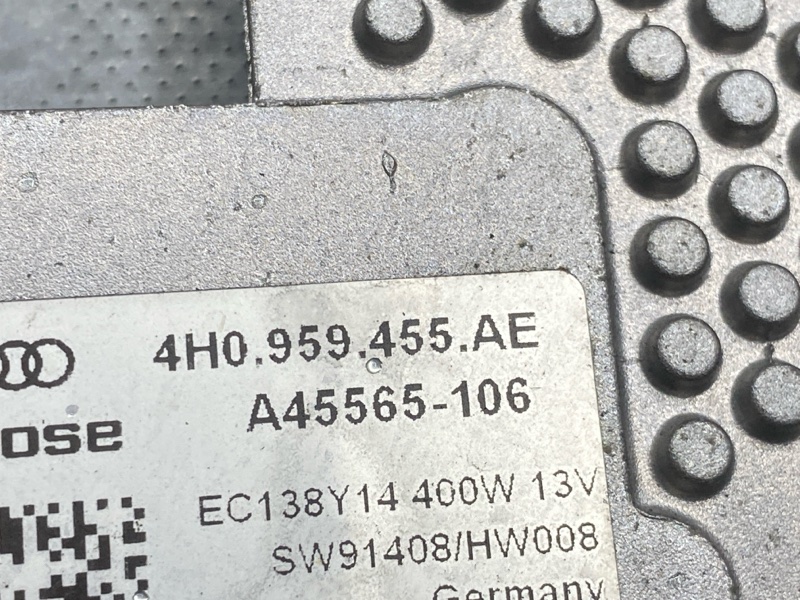 4H0.959.455.AE
A45565-106
ose
EC138Y14 400W 13V
SW91408/HW008
Germany